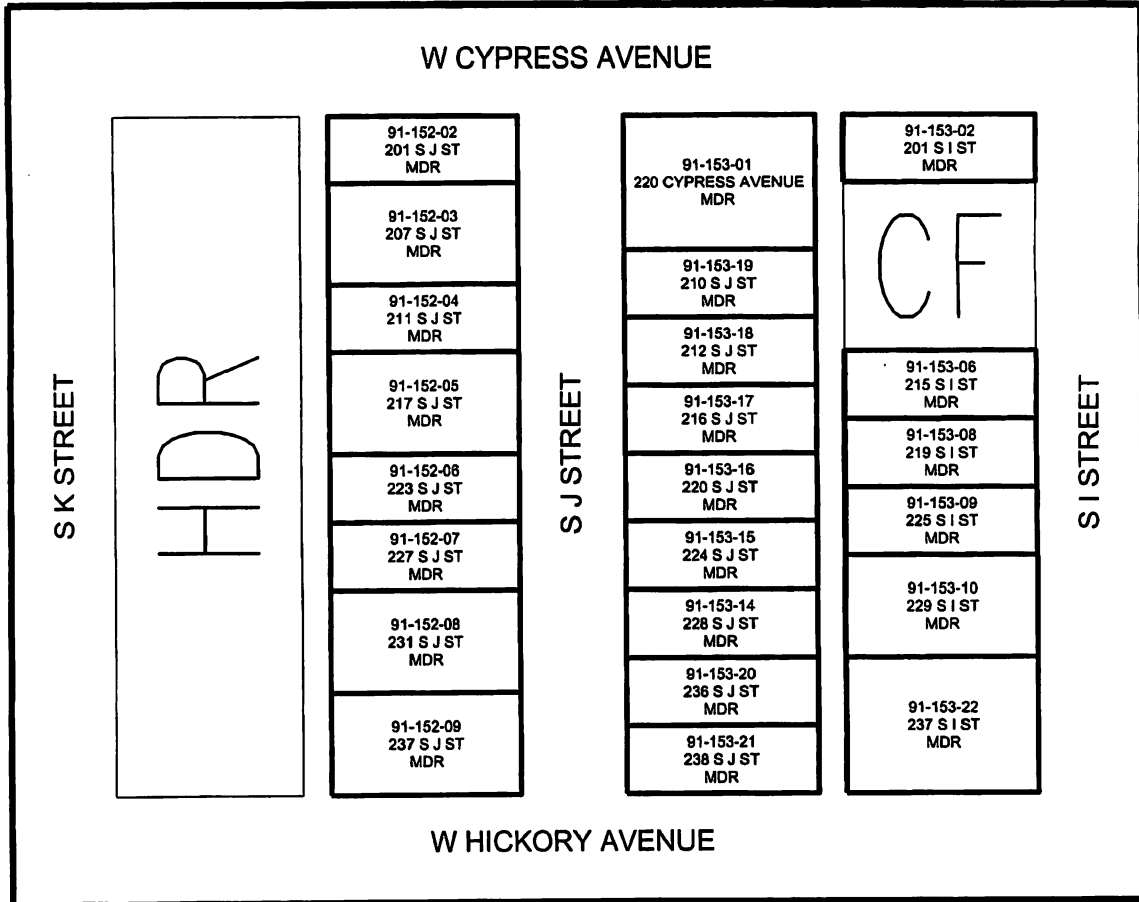 W CYPRESS AVENUE
S K STREET
HDR
91-152-02
201 S J ST
MDR
91-152-03
207 S J ST
MDR
91-152-04
211 S J ST
MDR
91-152-05
217 S J ST
MDR
91-152-06
223 S J ST
MDR
91-152-07
227 S J ST
MDR
91-152-08
231 S J ST
MDR
91-152-09
237 S J ST
MDR
S J STREET
91-153-01
220 CYPRESS AVENUE
MDR
91-153-19
210 S J ST
MDR
91-153-18
212 S J ST
MDR
91-153-17
216 S J ST
MDR
91-153-16
220 S J ST
MDR
91-153-15
224 S J ST
MDR
91-153-14
228 S J ST
MDR
91-153-20
236 S J ST
MDR
91-153-21
238 S J ST
MDR
91-153-02
201 S I ST
MDR
CF
91-153-06
215 S I ST
MDR
91-153-08
219 S I ST
MDR
91-153-09
225 S I ST
MDR
91-153-10
229 S I ST
MDR
91-153-22
237 S I ST
MDR
S I STREET
W HICKORY AVENUE